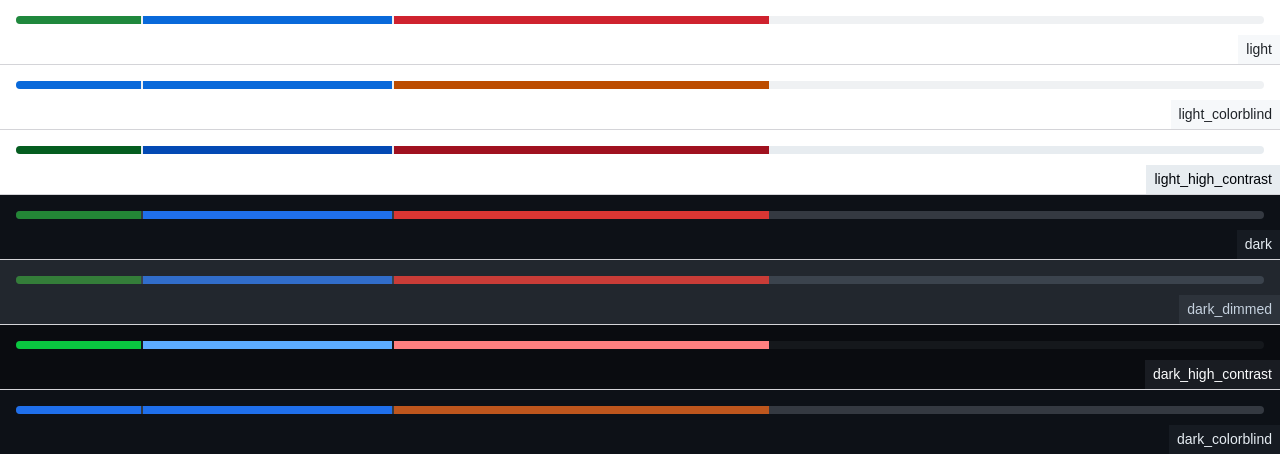 light
light_colorblind
light_high_contrast
dark
dark_dimmed
dark_high_contrast
dark_colorblind